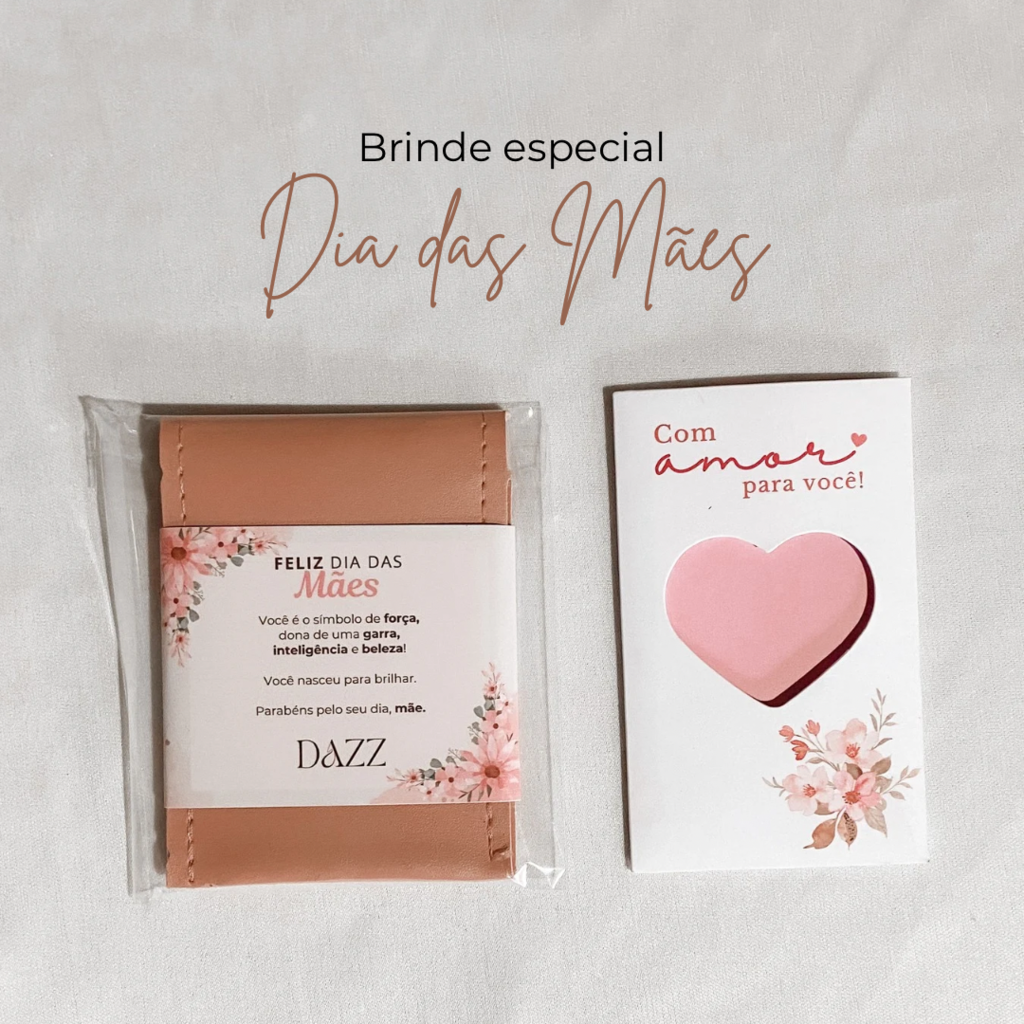 Brinde especial
Dia das Mães
FELIZ DIA DAS
Mães
Você é o símbolo de força,
dona de uma garra,
inteligência e beleza!
Você nasceu para brilhar.
Parabéns pelo seu dia, mãe.
DAZZ
Com
amor
para você!